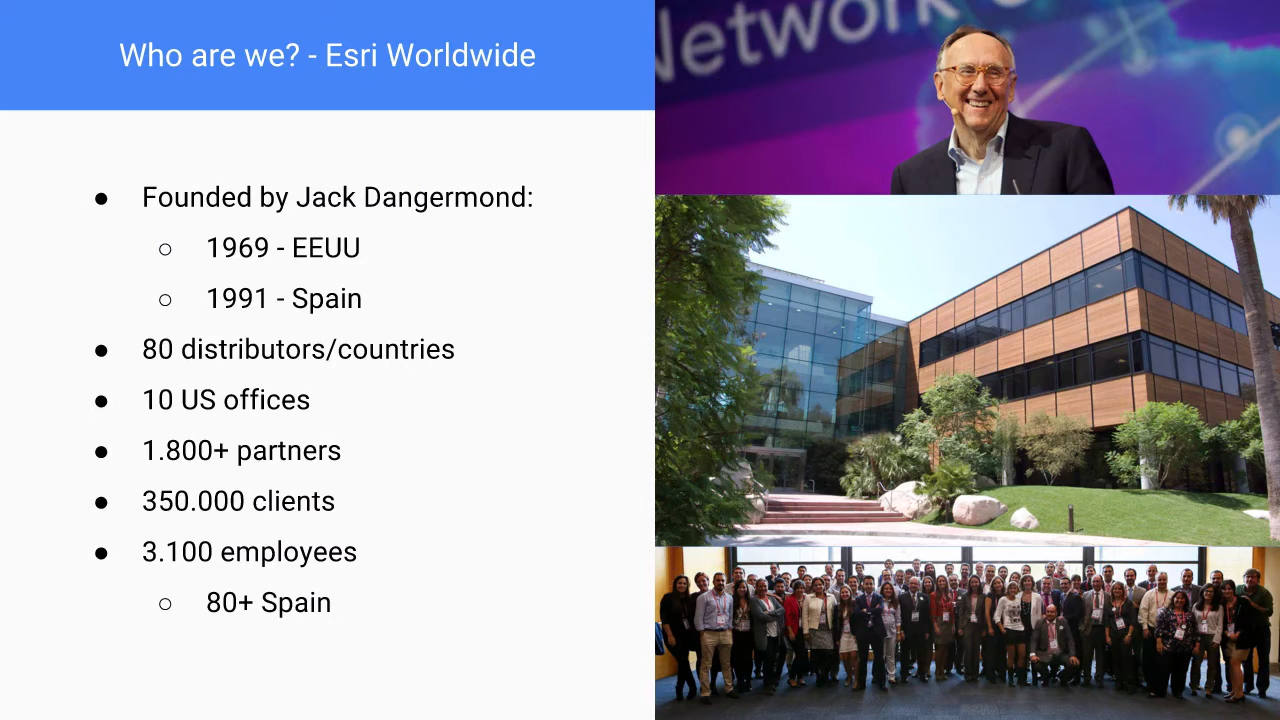 Who are we? - Esri Worldwide
● Founded by Jack Dangermond:
○ 1969 - EEUU
○ 1991 - Spain
● 80 distributors/countries
● 10 US offices
● 1.800+ partners
● 350.000 clients
● 3.100 employees
○ 80+ Spain
Network